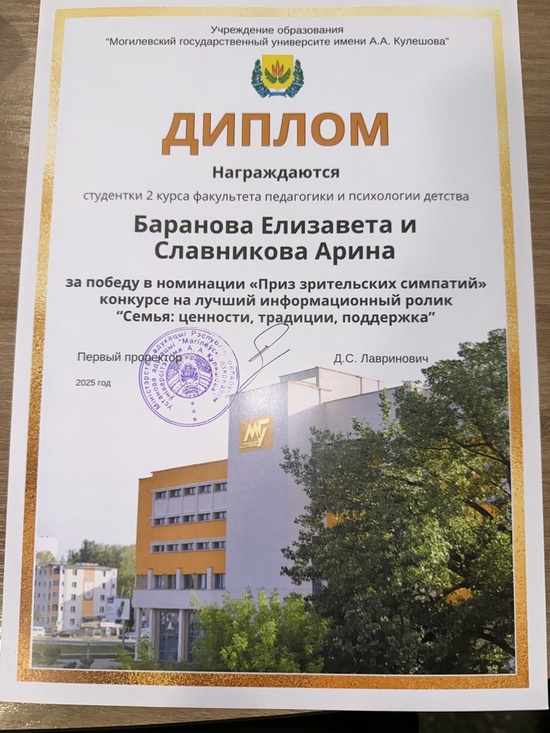 Учреждение образования
“Могилевский государственный университе имени А.А. Кулешова”
ДИПЛОМ
Награждаются
студентки 2 курса факультета педагогики и психологии детства
Баранова Елизавета и
Славникова Арина
за победу в номинации «Приз зрительских симпатий»
конкурсе на лучший информационный ролик
“Семья: ценности, традиции, поддержка”
Первый проректор
Д.С. Лавринович
2025 год